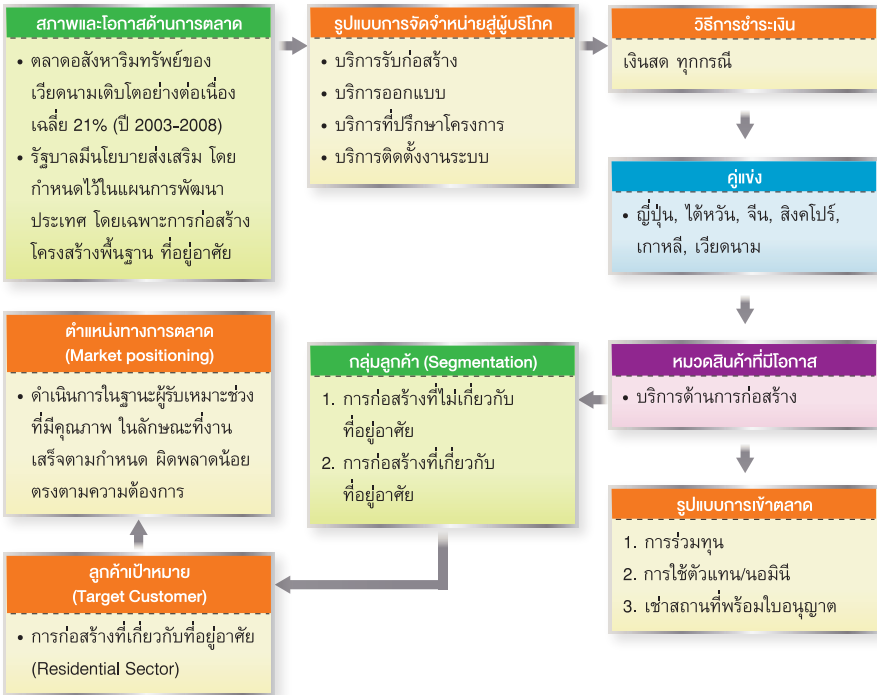 สภาพและโอกาสด้านการตลาด
• ตลาดอสังหาริมทรัพย์ของ
เวียดนามเติบโตอย่างต่อเนื่อง
เฉลี่ย 21% (ปี 2003-2008)
• รัฐบาลมีนโยบายส่งเสริม โดย
กำหนดไว้ในแผนการพัฒนา
ประเทศ โดยเฉพาะการก่อสร้าง
โครงสร้างพื้นฐาน ที่อยู่อาศัย
รูปแบบการจัดจำหน่ายสู่ผู้บริโภค
• บริการรับก่อสร้าง
• บริการออกแบบ
• บริการที่ปรึกษาโครงการ
• บริการติดตั้งงานระบบ
วิธีการชำระเงิน
เงินสด ทุกกรณี
คู่แข่ง
• ญี่ปุ่น, ไต้หวัน, จีน, สิงคโปร์,
เกาหลี, เวียดนาม
หมวดสินค้าที่มีโอกาส
• บริการด้านการก่อสร้าง
รูปแบบการเข้าตลาด
1. การร่วมทุน
2. การใช้ตัวแทน/นอมินี
3. เช่าสถานที่พร้อมใบอนุญาต
กลุ่มลูกค้า (Segmentation)
1. การก่อสร้างที่ไม่เกี่ยวกับ
ที่อยู่อาศัย
2. การก่อสร้างที่เกี่ยวกับ
ที่อยู่อาศัย
ลูกค้าเป้าหมาย
(Target Customer)
• การก่อสร้างที่เกี่ยวกับที่อยู่อาศัย
(Residential Sector)
ตำแหน่งทางการตลาด
(Market positioning)
• ดำเนินการในฐานะผู้รับเหมาะช่วง
ที่มีคุณภาพ ในลักษณะที่งาน
เสร็จตามกำหนด ผิดพลาดน้อย
ตรงตามความต้องการ